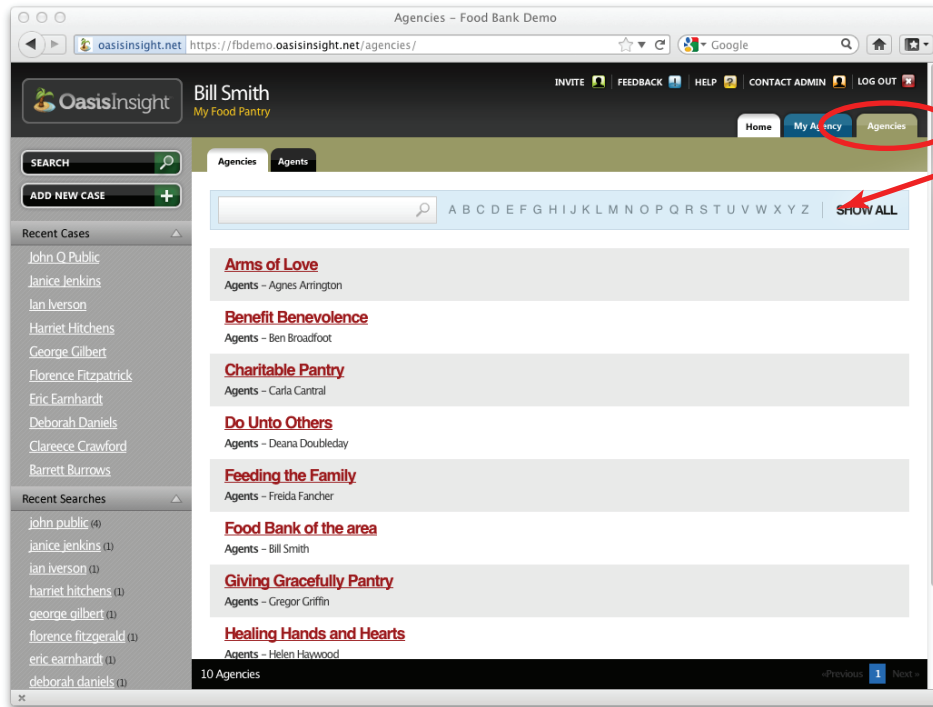 Agencies – Food Bank Demo
oasisinsight.net https://fbdemo.oasisinsight.net/agencies/ Google
OasisInsight
Bill Smith
My Food Pantry
INVITE FEEDBACK HELP CONTACT ADMIN LOG OUT
Home My Agency Agencies
SEARCH
ADD NEW CASE
Recent Cases
John Q Public
Janice Jenkins
Ian Iverson
Harriet Hitchens
George Gilbert
Florence Fitzpatrick
Eric Earnhardt
Deborah Daniels
Clareece Crawford
Barrett Burrows
Recent Searches
john public (4)
janice jenkins (1)
ian iverson (1)
harriet hitchens (1)
george gilbert (1)
florence fitzgerald (1)
eric earnhardt (1)
deborah daniels (1)
Agencies Agents
A B C D E F G H I J K L M N O P Q R S T U V W X Y Z SHOW ALL
Arms of Love
Agents – Agnes Arrington
Benefit Benevolence
Agents – Ben Broadfoot
Charitable Pantry
Agents – Carla Cantral
Do Unto Others
Agents – Deana Doubleday
Feeding the Family
Agents – Freida Fancher
Food Bank of the area
Agents – Bill Smith
Giving Gracefully Pantry
Agents – Gregor Griffin
Healing Hands and Hearts
Agents – Helen Haywood
10 Agencies
«Previous 1 Next»